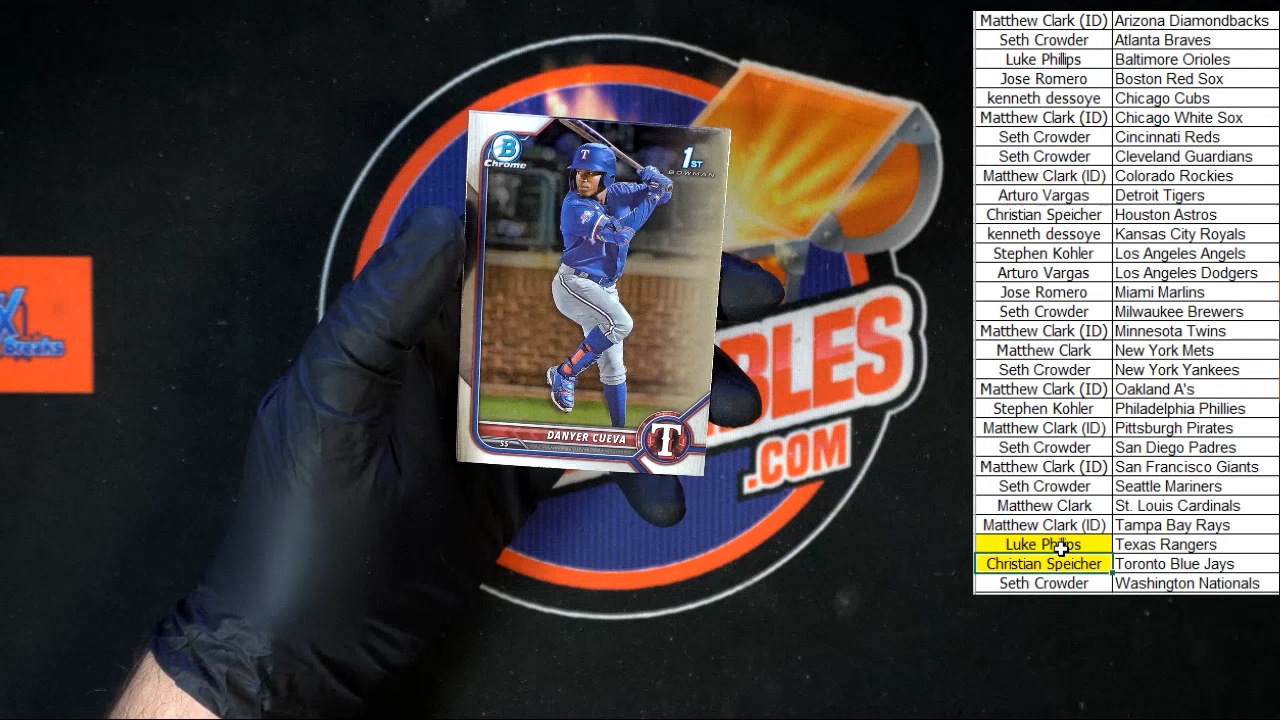 B
Chrome
1ST
BOWMAN
T
DANYER CUEVA
SS
T
Breaks
BLES
.COM
Matthew Clark (ID) Arizona Diamondbacks
Seth Crowder Atlanta Braves
Luke Phillips Baltimore Orioles
Jose Romero Boston Red Sox
kenneth dessoye Chicago Cubs
Matthew Clark (ID) Chicago White Sox
Seth Crowder Cincinnati Reds
Seth Crowder Cleveland Guardians
Matthew Clark (ID) Colorado Rockies
Arturo Vargas Detroit Tigers
Christian Speicher Houston Astros
kenneth dessoye Kansas City Royals
Stephen Kohler Los Angeles Angels
Arturo Vargas Los Angeles Dodgers
Jose Romero Miami Marlins
Seth Crowder Milwaukee Brewers
Matthew Clark (ID) Minnesota Twins
Matthew Clark New York Mets
Seth Crowder New York Yankees
Matthew Clark (ID) Oakland A's
Stephen Kohler Philadelphia Phillies
Matthew Clark (ID) Pittsburgh Pirates
Seth Crowder San Diego Padres
Matthew Clark (ID) San Francisco Giants
Seth Crowder Seattle Mariners
Matthew Clark St. Louis Cardinals
Matthew Clark (ID) Tampa Bay Rays
Luke Phillips Texas Rangers
Christian Speicher Toronto Blue Jays
Seth Crowder Washington Nationals